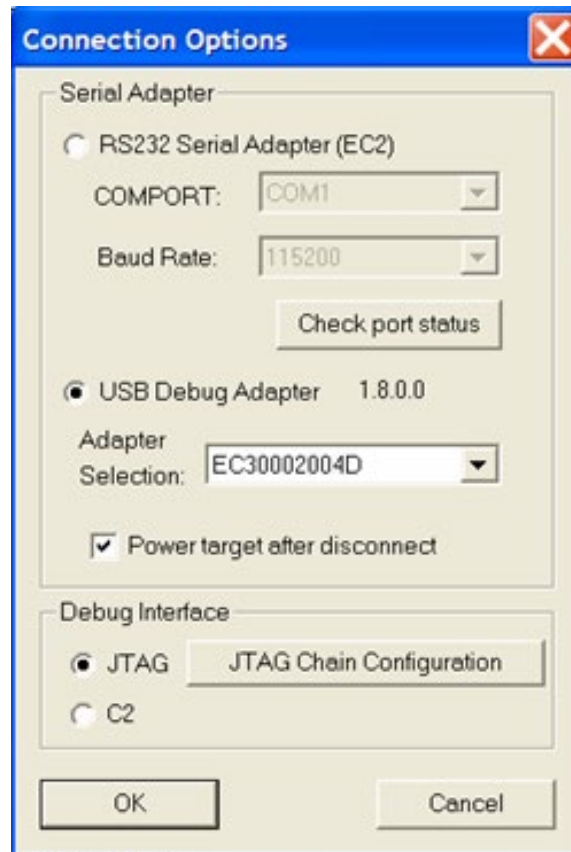 Connection Options
Serial Adapter
RS232 Serial Adapter (EC2)
COMPORT: COM1
Baud Rate: 115200
Check port status
USB Debug Adapter 1.8.0.0
Adapter
Selection: EC30002004D
Power target after disconnect
Debug Interface
JTAG JTAG Chain Configuration
C2
OK Cancel